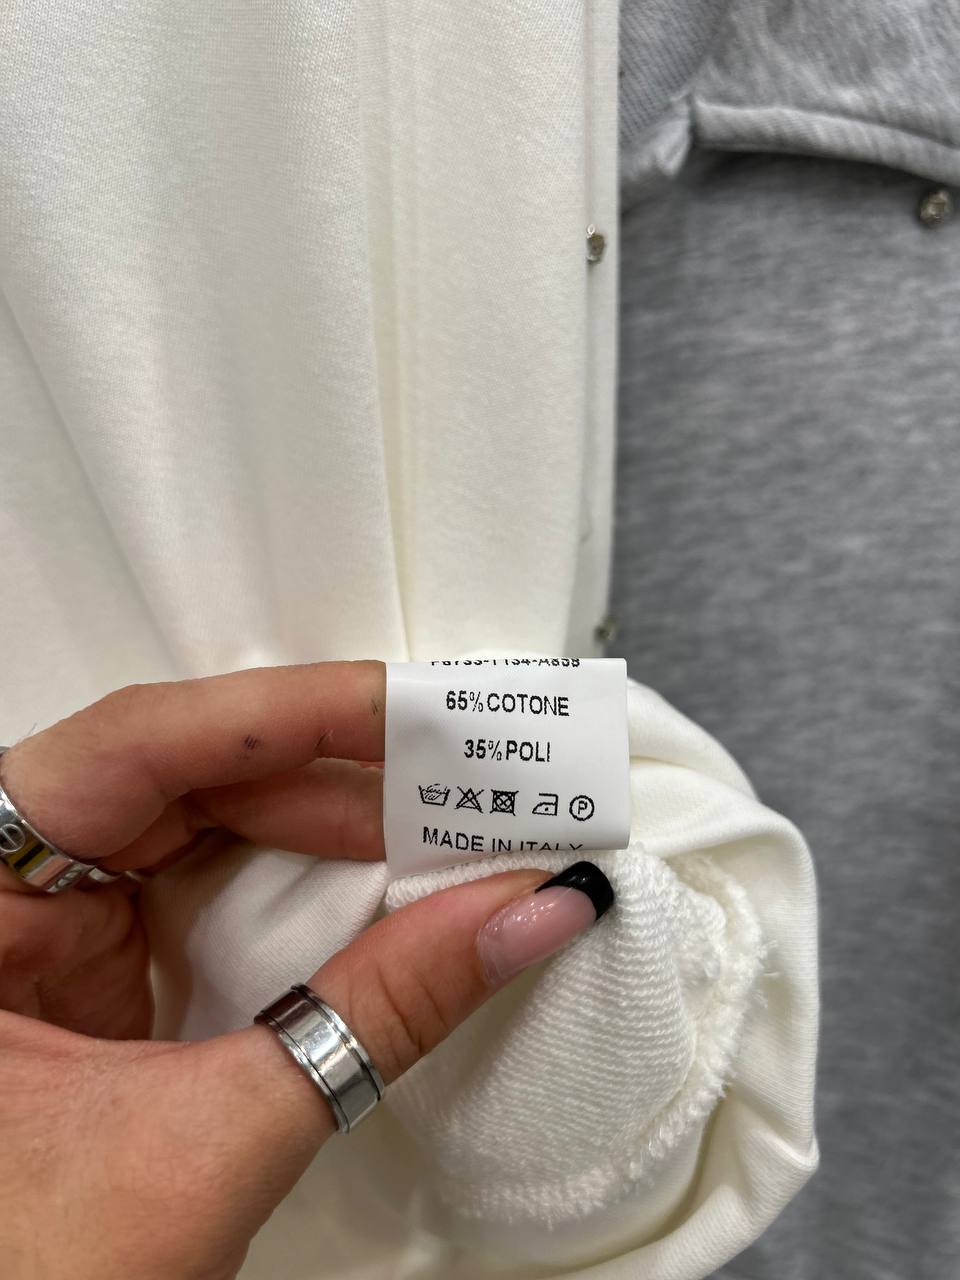 65%COTONE
35%POLI
P
MADE IN ITALY